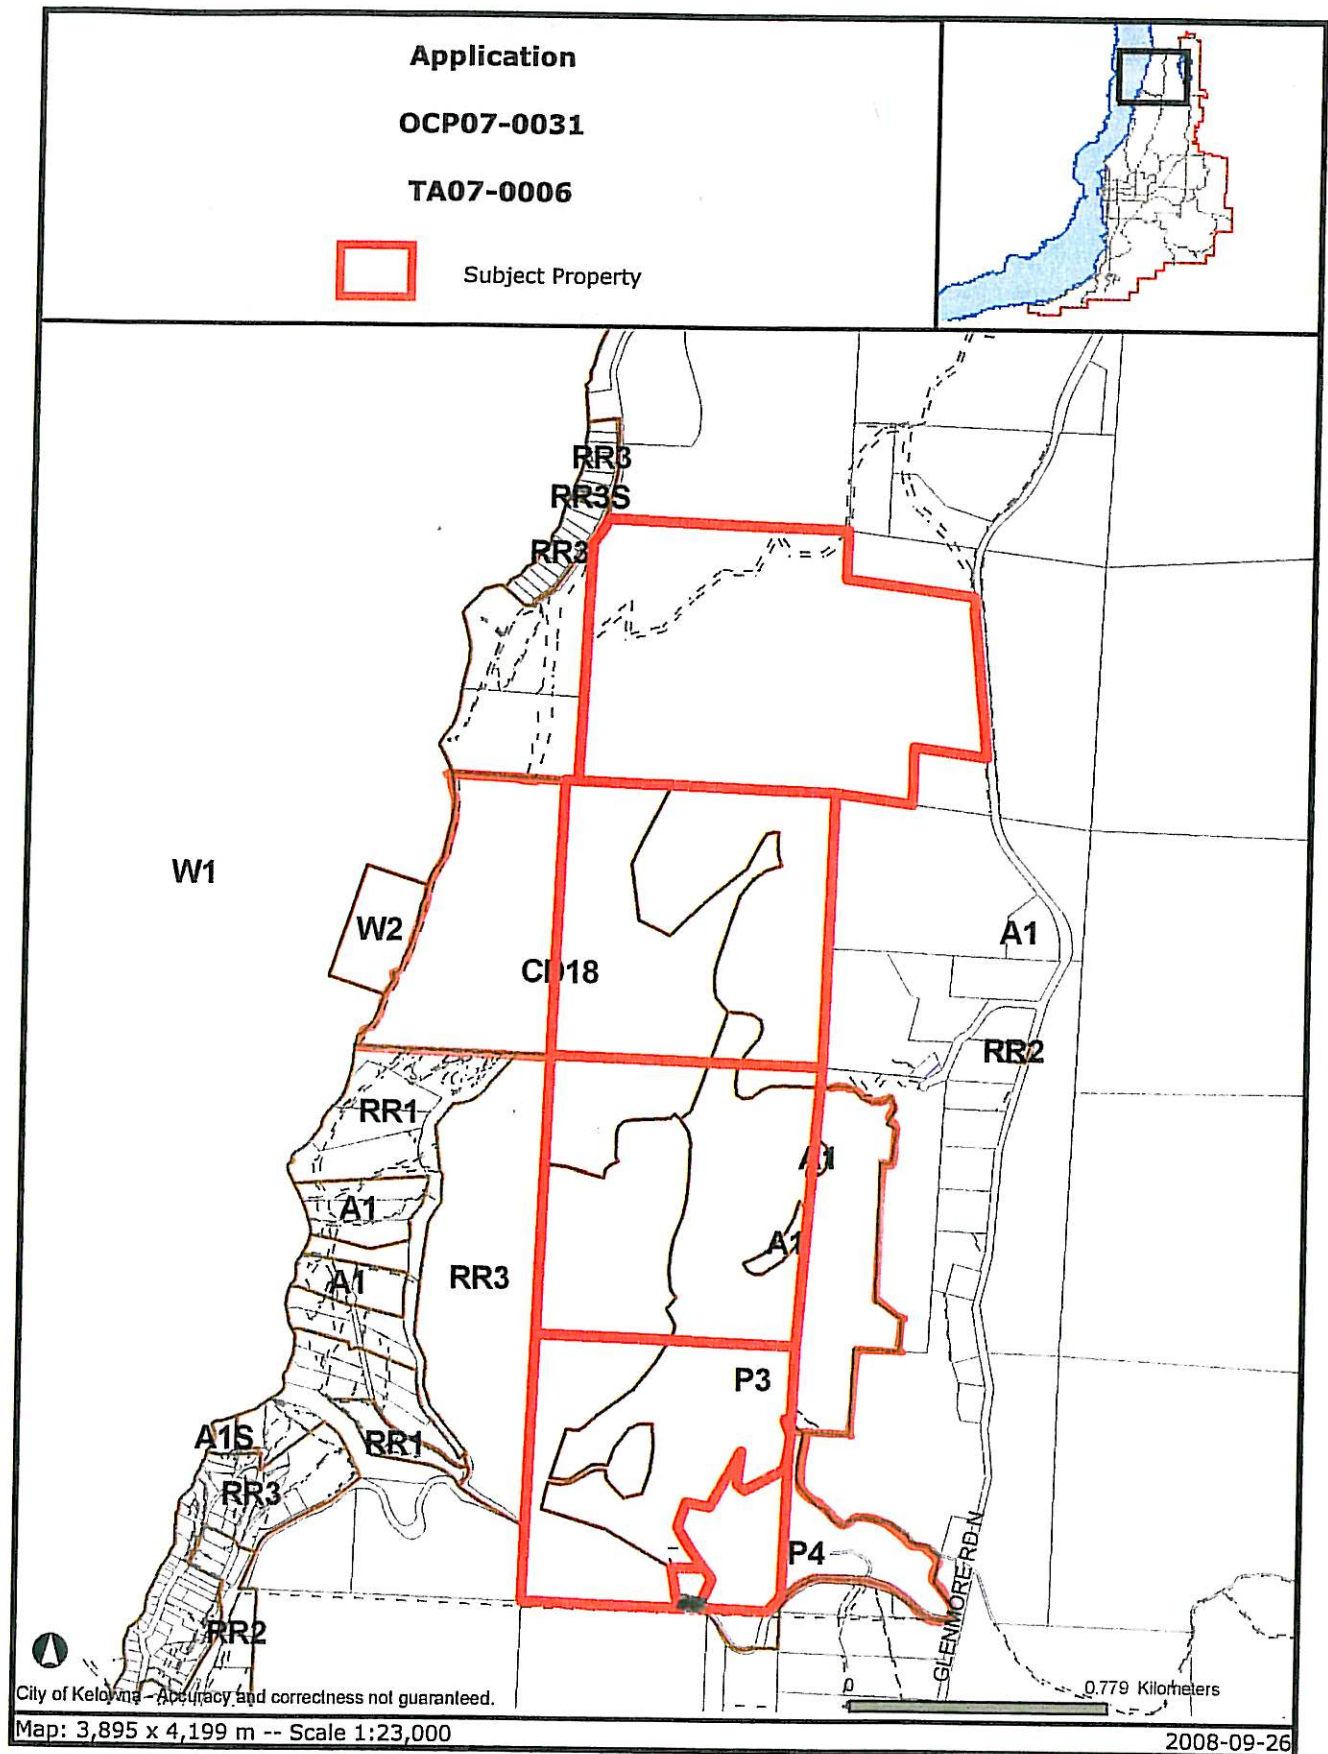 Application
OCP07-0031
TA07-0006
Subject Property
RR3
RR3S
RR3
W1
W2
A1
CD18
RR2
RR1
A1
A1
A1
A1
RR3
P3
A1S
RR1
RR3
P4
GLENMORE RD N
RR2
City of Kelowna - Accuracy and correctness not guaranteed.
0
0.779 Kilometers
Map: 3,895 x 4,199 m -- Scale 1:23,000
2008-09-26